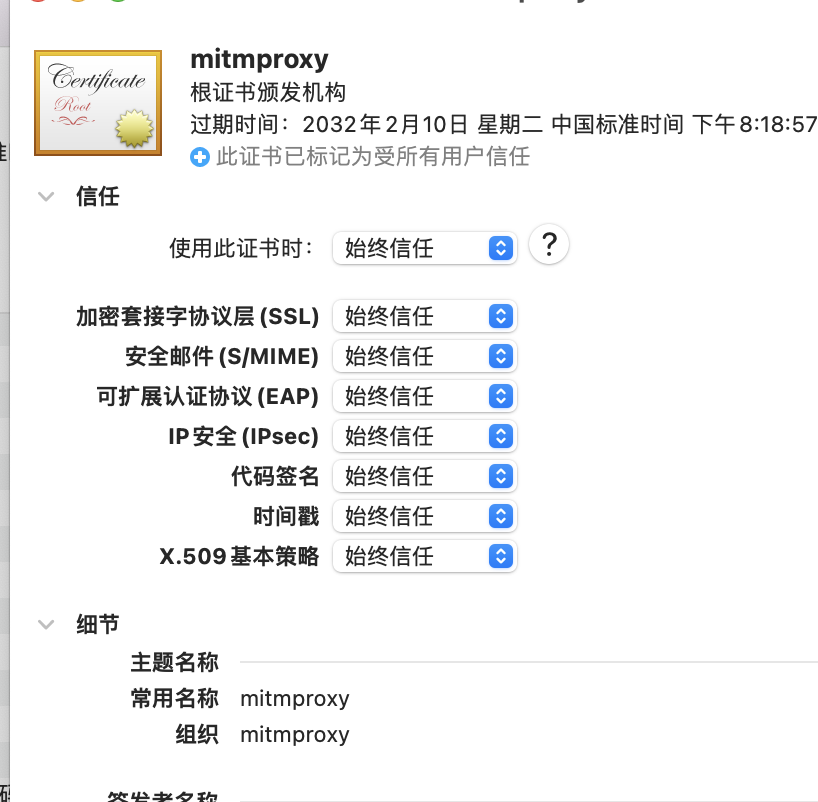 Certificate
Root
mitmproxy
根证书颁发机构
过期时间：2032年2月10日 星期二 中国标准时间 下午8:18:57
此证书已标记为受所有用户信任
信任
使用此证书时： 始终信任 ?
加密套接字协议层 (SSL) 始终信任
安全邮件 (S/MIME) 始终信任
可扩展认证协议 (EAP) 始终信任
IP 安全 (IPsec) 始终信任
代码签名 始终信任
时间戳 始终信任
X.509 基本策略 始终信任
细节
主题名称
常用名称 mitmproxy
组织 mitmproxy
签发者名称